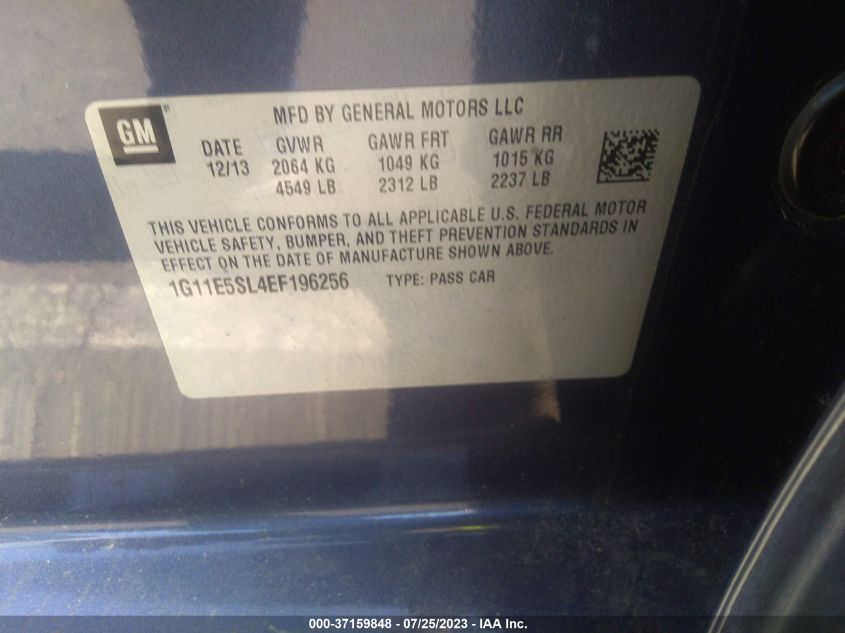 GM
MFD BY GENERAL MOTORS LLC
DATE GVWR GAWR FRT GAWR RR
12/13 2064 KG 1049 KG 1015 KG
4549 LB 2312 LB 2237 LB
THIS VEHICLE CONFORMS TO ALL APPLICABLE U.S. FEDERAL MOTOR
VEHICLE SAFETY, BUMPER, AND THEFT PREVENTION STANDARDS IN
EFFECT ON THE DATE OF MANUFACTURE SHOWN ABOVE.
1G11E5SL4EF196256 TYPE: PASS CAR
000-37159848 - 07/25/2023 - IAA Inc.